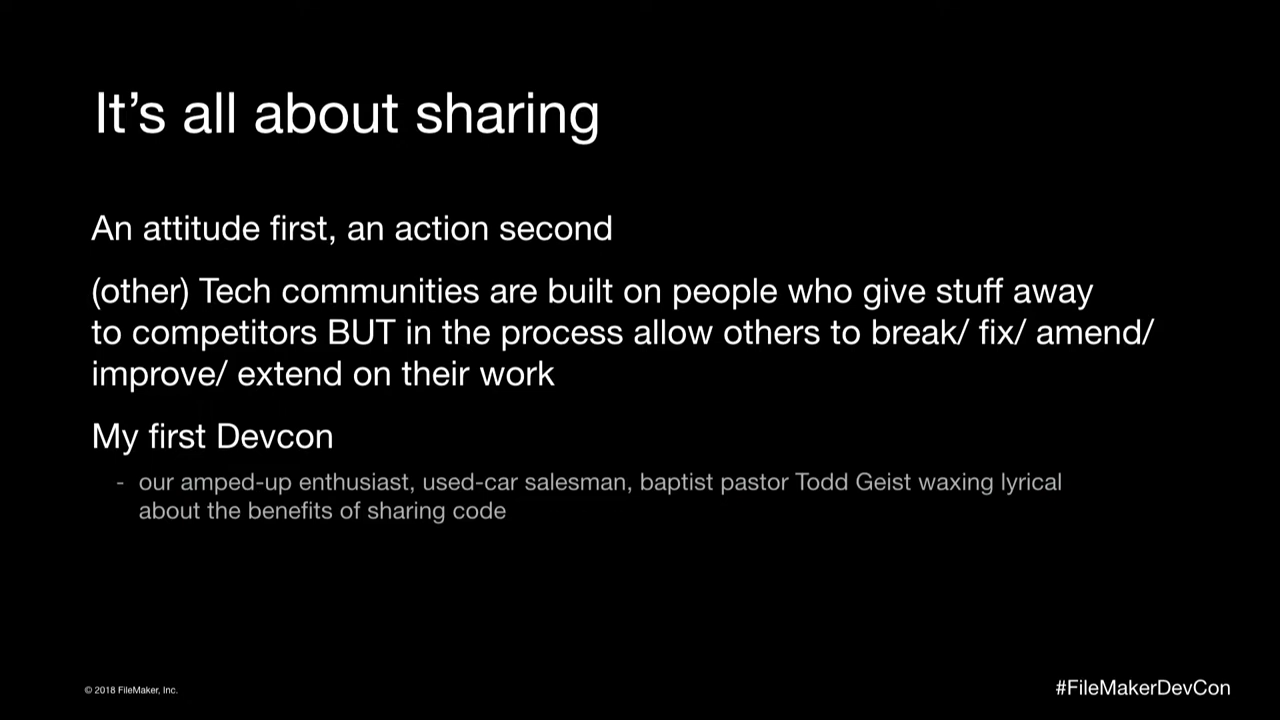 It’s all about sharing
An attitude first, an action second
(other) Tech communities are built on people who give stuff away
to competitors BUT in the process allow others to break/ fix/ amend/
improve/ extend on their work
My first Devcon
- our amped-up enthusiast, used-car salesman, baptist pastor Todd Geist waxing lyrical
about the benefits of sharing code
© 2018 FileMaker, Inc.
#FileMakerDevCon